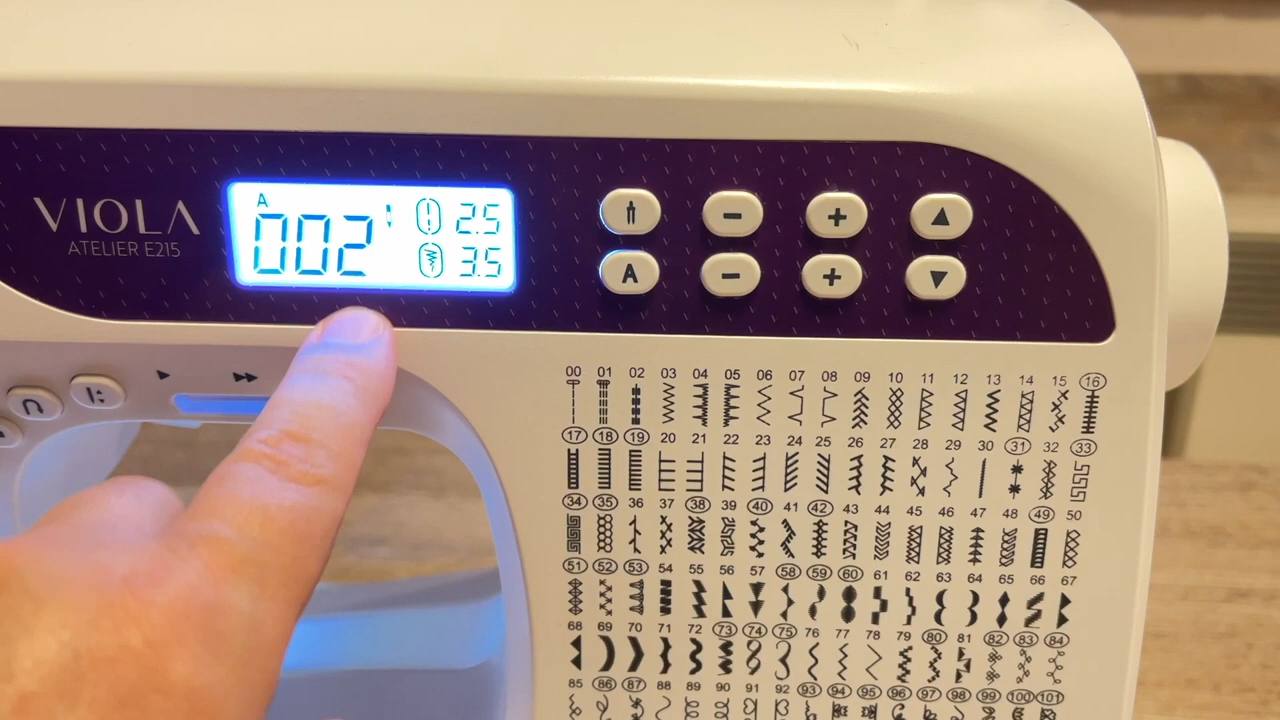 VIOLA
ATELIER E215
A
002
2.5
3.5
A
00 01 02 03 04 05 06 07 08 09 10 11 12 13 14 15 16
17 18 19 20 21 22 23 24 25 26 27 28 29 30 31 32 33
34 35 36 37 38 39 40 41 42 43 44 45 46 47 48 49 50
51 52 53 54 55 56 57 58 59 60 61 62 63 64 65 66 67
68 69 70 71 72 73 74 75 76 77 78 79 80 81 82 83 84
85 86 87 88 89 90 91 92 93 94 95 96 97 98 99 100 101